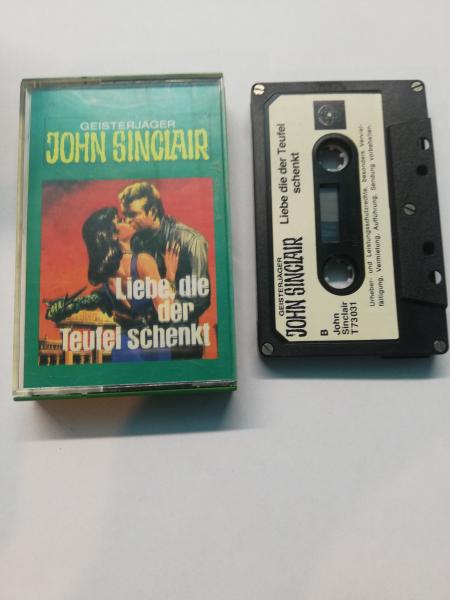 GEISTERJÄGER
JOHN SINCLAIR
Liebe die
der
Teufel schenkt
GEISTERJÄGER
JOHN SINCLAIR
Liebe die der Teufel
schenkt
B
John
Sinclair
T73031
Urheber- und Leistungsschutzrechte, besonders Verviel-
fältigung, Vermietung, Aufführung, Sendung vorbehalten.